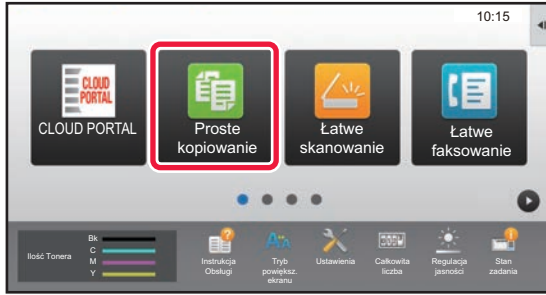 10:15
CLOUD
PORTAL
CLOUD PORTAL
Proste
kopiowanie
Łatwe
skanowanie
Łatwe
faksowanie
Ilość Tonera
Bk
C
M
Y
Instrukcja
Obsługi
Tryb
powiększ.
ekranu
Ustawienia
Całkowita
liczba
Regulacja
jasności
Stan
zadania